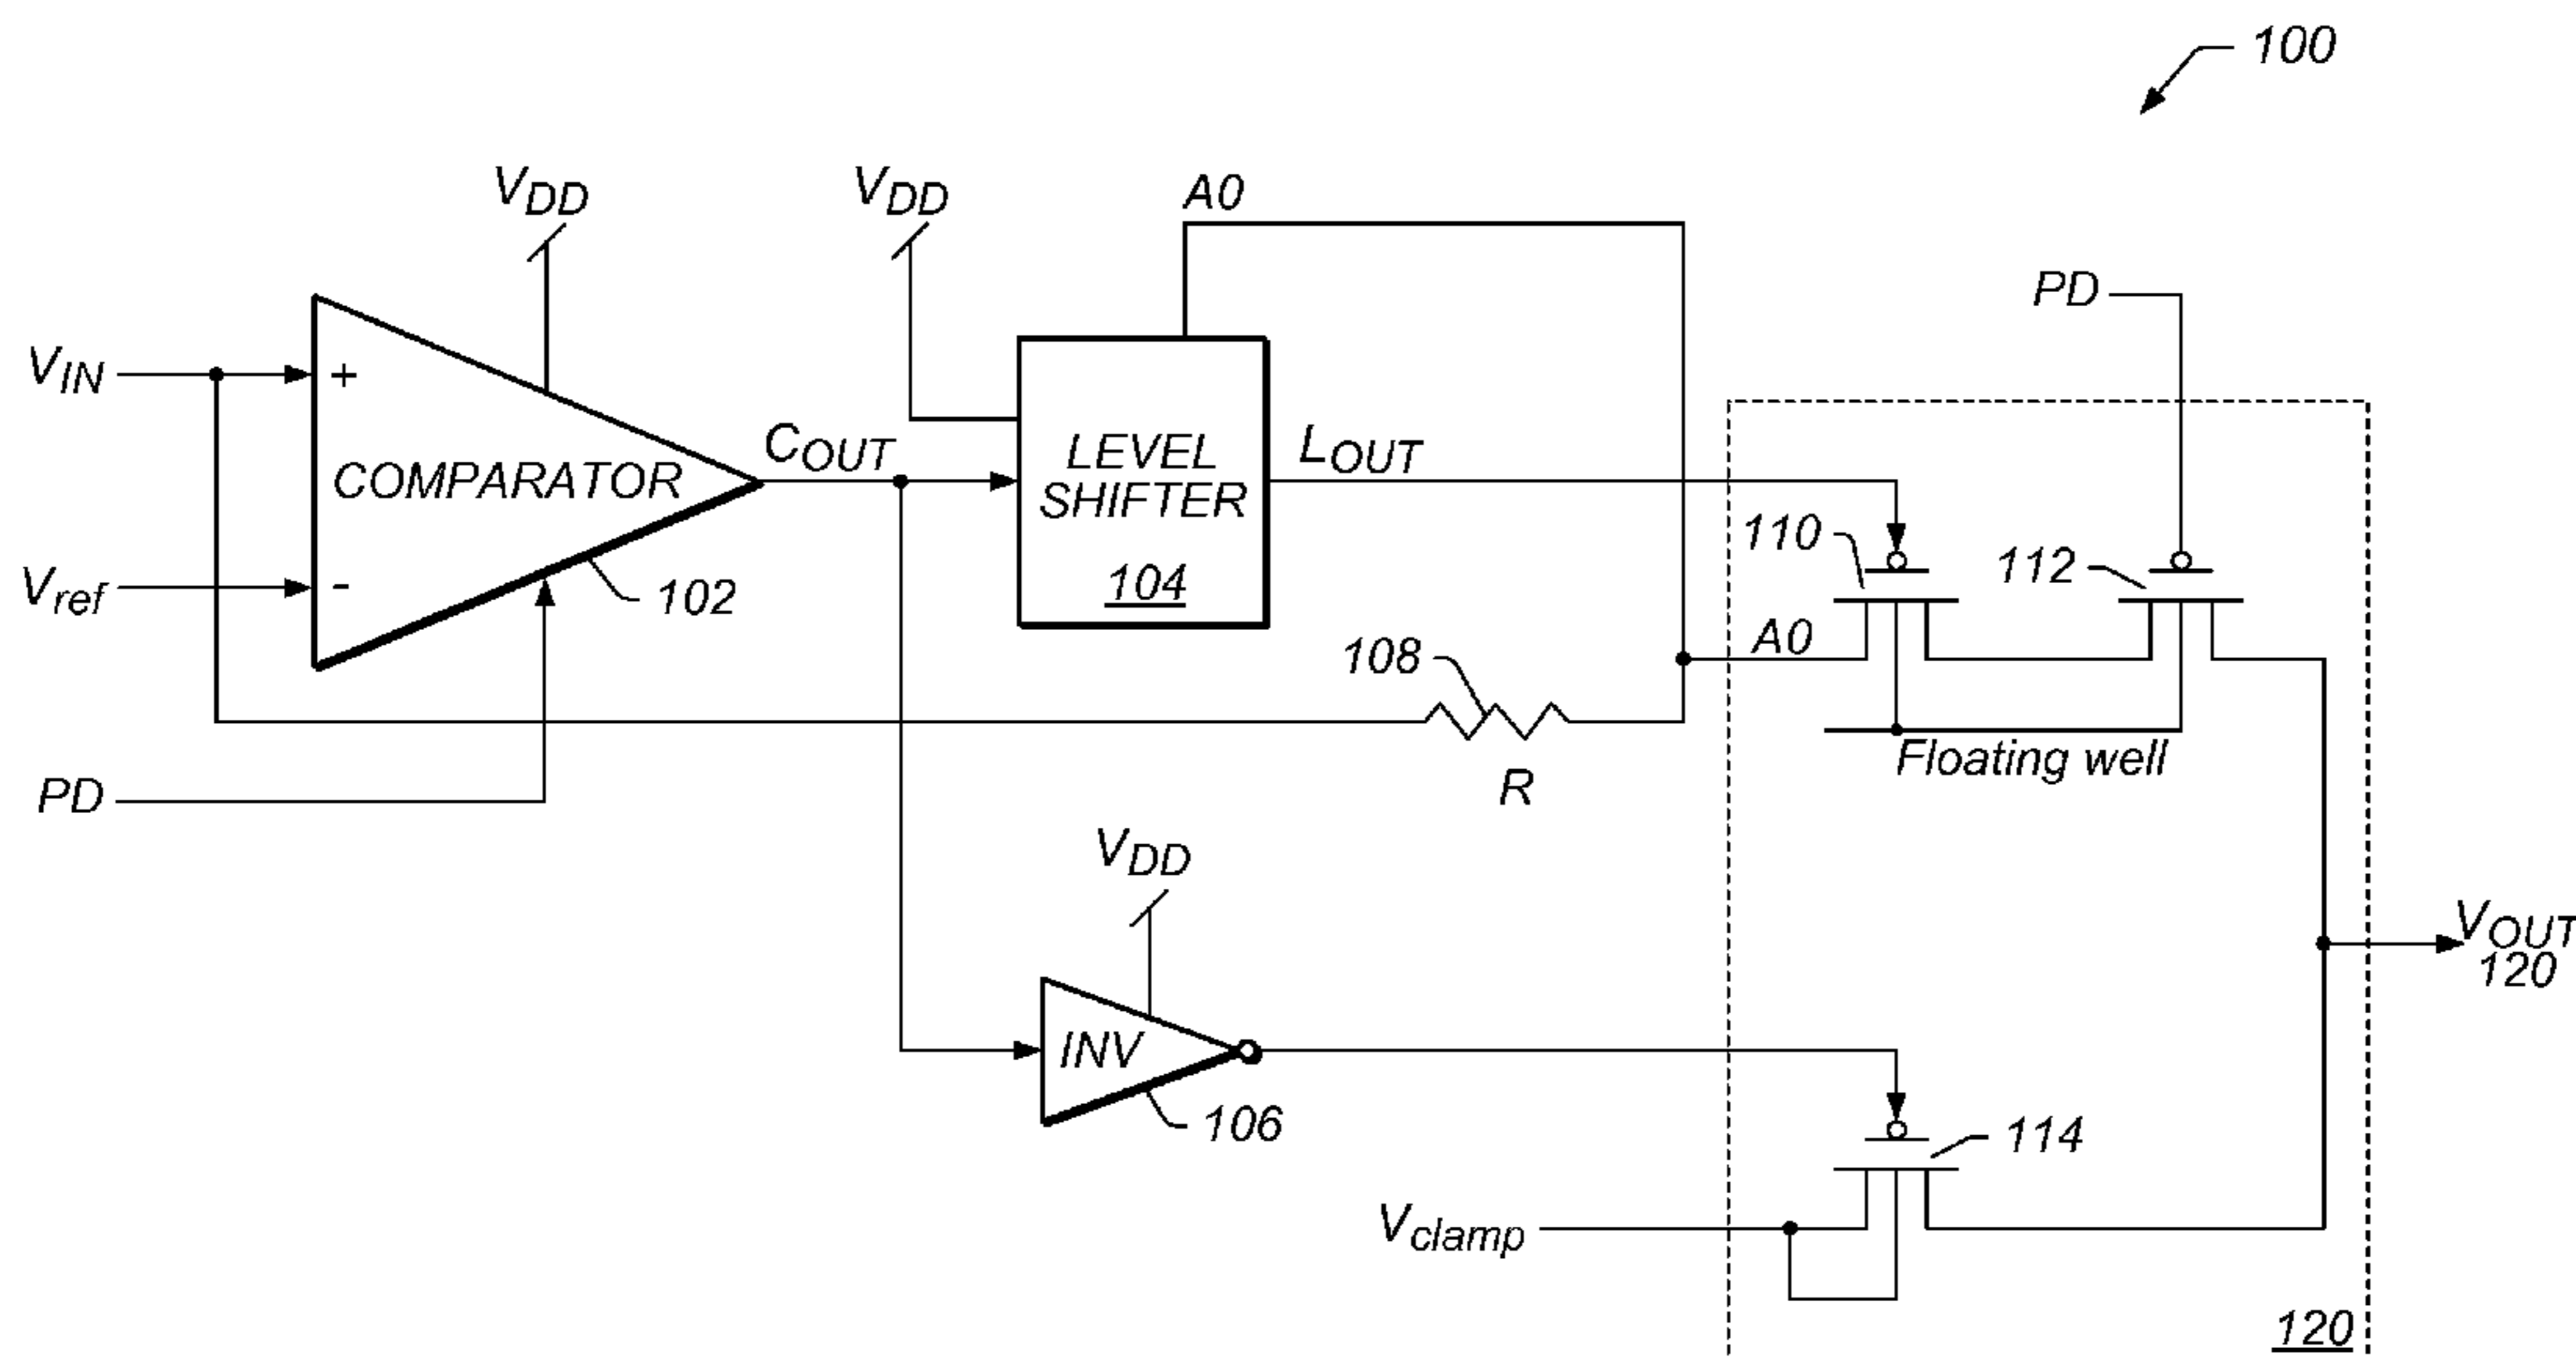 100
VDD
VDD
A0
PD
VIN
+
COMPARATOR
COUT
LEVEL
SHIFTER
104
LOUT
110
112
Vref
-
102
A0
108
Floating well
R
PD
VDD
VOUT
120
INV
106
114
Vclamp
120